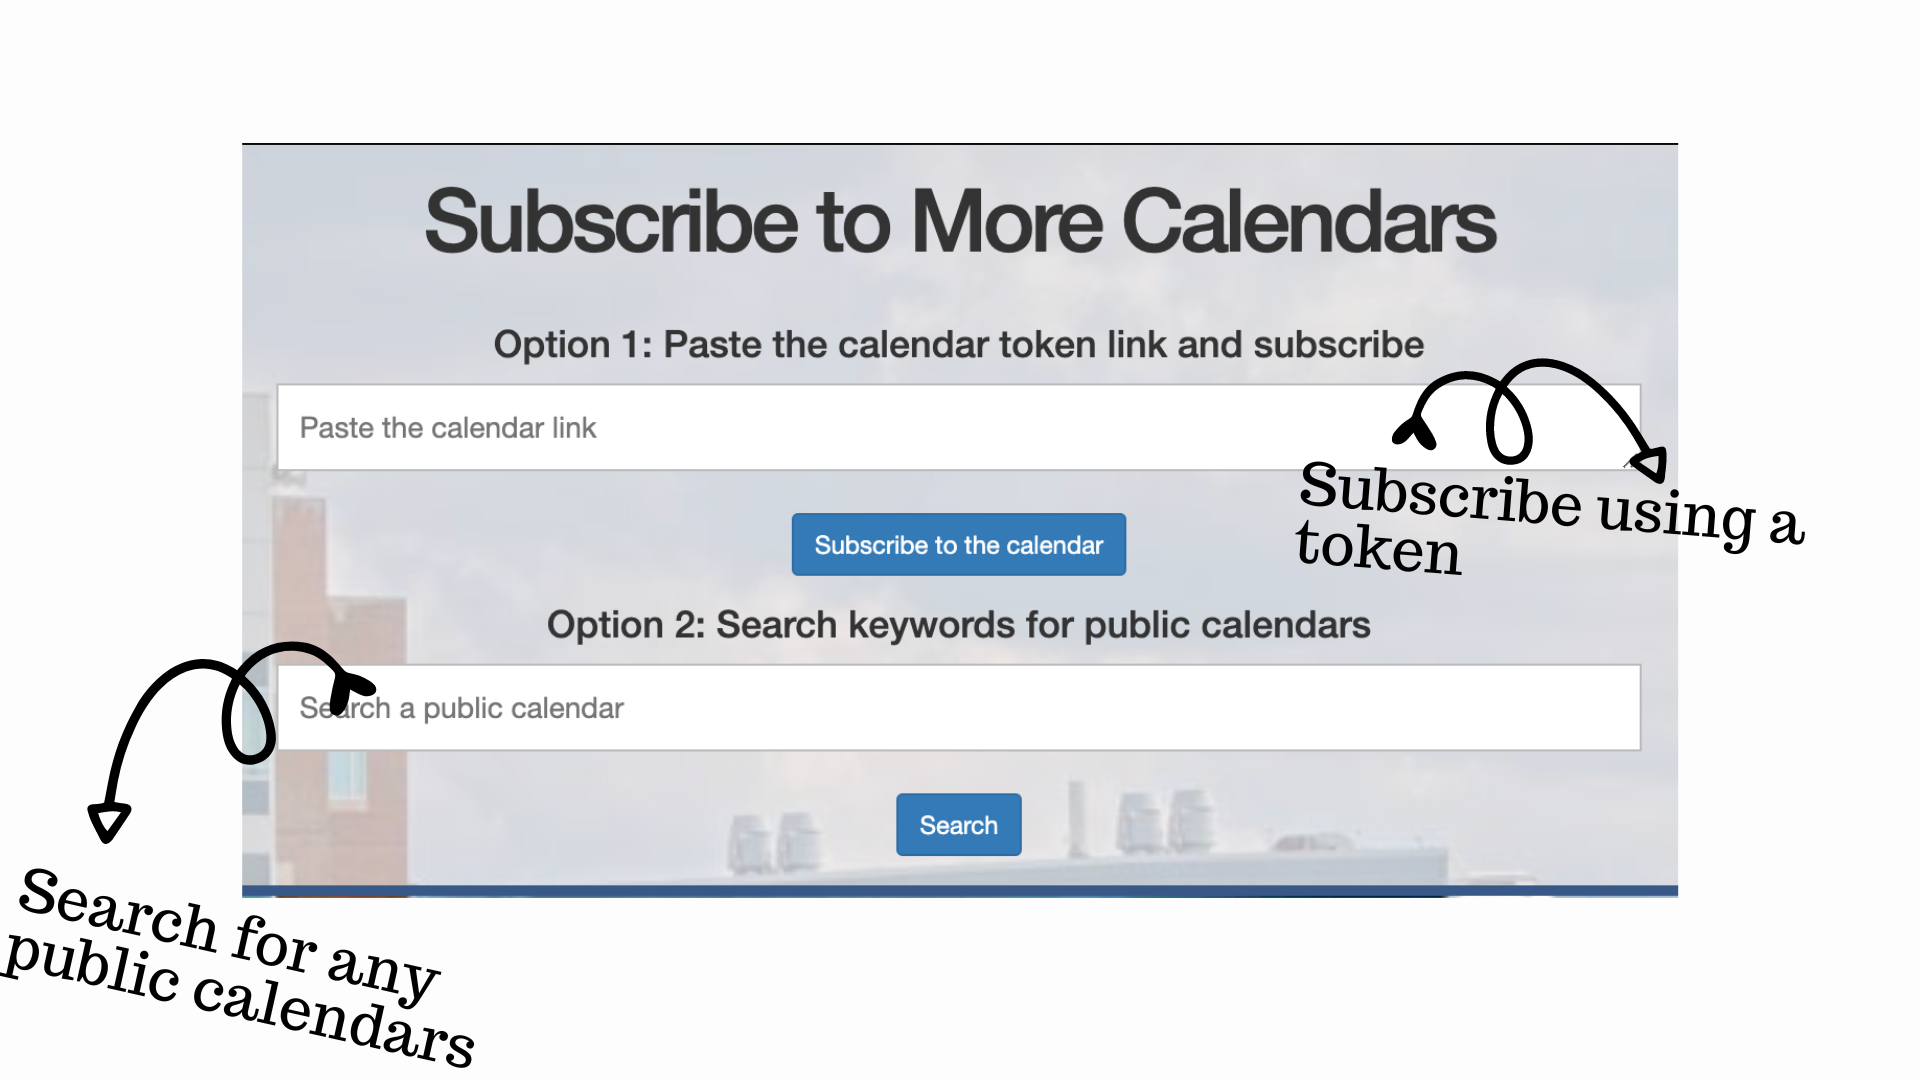 Subscribe to More Calendars
Option 1: Paste the calendar token link and subscribe
Paste the calendar link
Subscribe using a
token
Subscribe to the calendar
Option 2: Search keywords for public calendars
Search a public calendar
Search
Search for any
public calendars